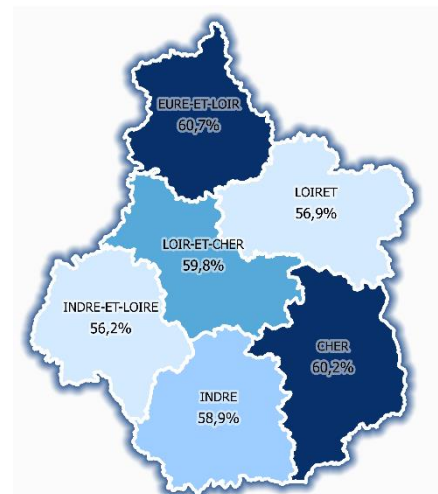 EURE-ET-LOIR
60,7%
LOIRET
56,9%
LOIR-ET-CHER
59,8%
INDRE-ET-LOIRE
56,2%
CHER
60,2%
INDRE
58,9%